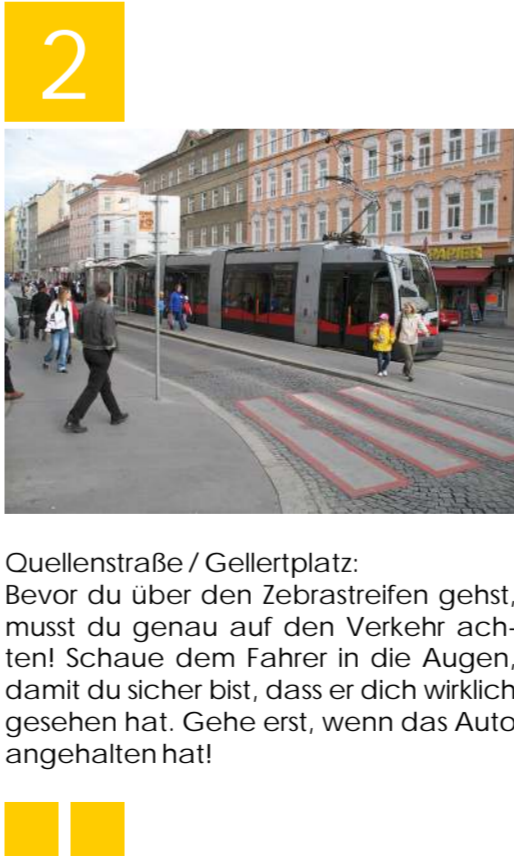 2
PAPIER
Quellenstraße / Gellertplatz:
Bevor du über den Zebrastreifen gehst,
musst du genau auf den Verkehr ach-
ten! Schaue dem Fahrer in die Augen,
damit du sicher bist, dass er dich wirklich
gesehen hat. Gehe erst, wenn das Auto
angehalten hat!